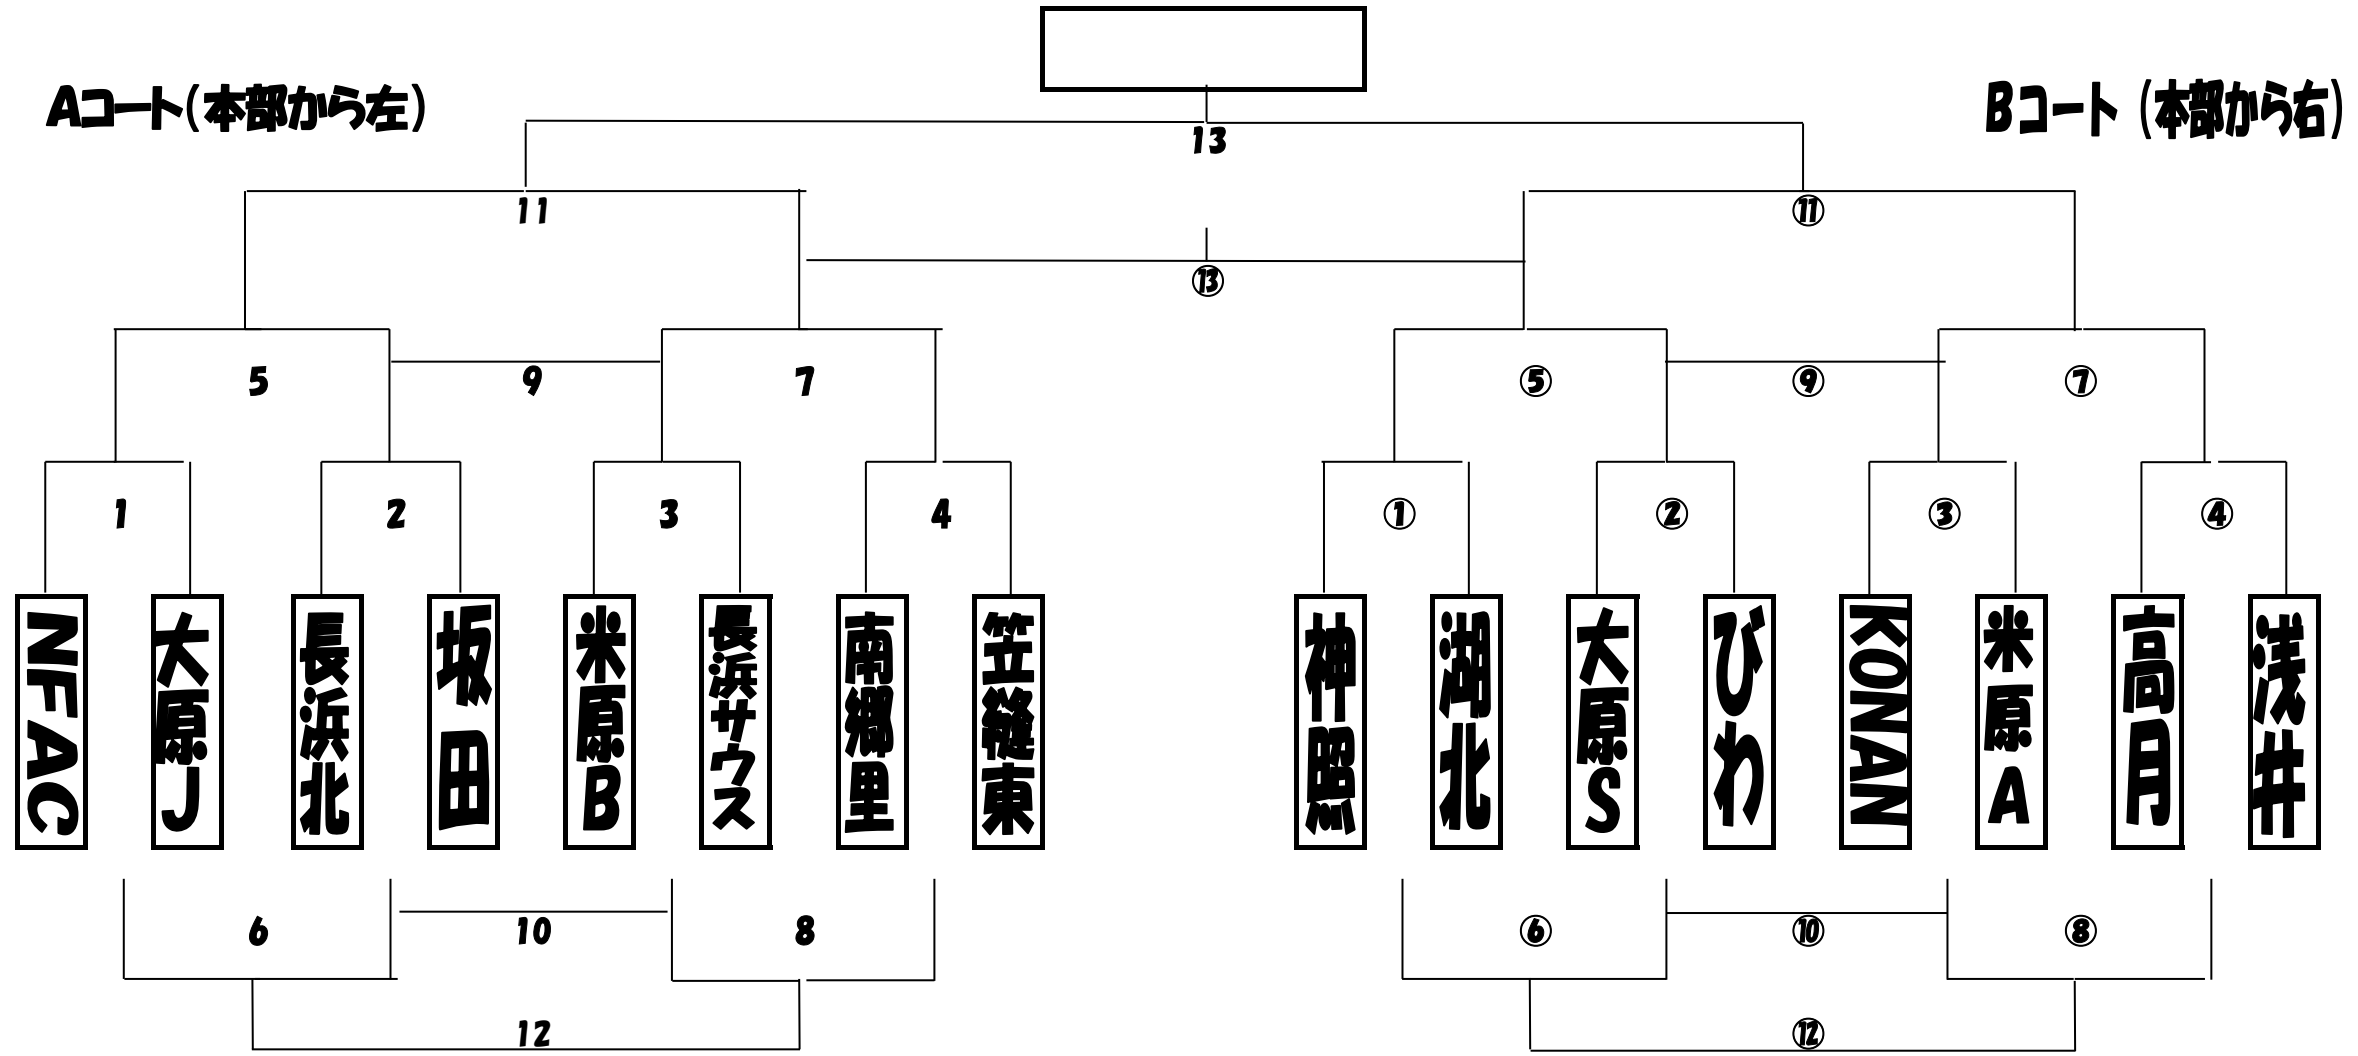 Aコート(本部から左)
Bコート (本部から右)
13
11
⑪
⑬
5
9
7
⑤
⑨
⑦
1
2
3
4
①
②
③
④
NFAC
大原J
長浜北
坂田
米原B
長浜サウス
南郷里
笠縫東
神照
湖北
大原S
びわ
KONAN
米原A
高月
浅井
6
10
8
⑥
⑩
⑧
12
⑫